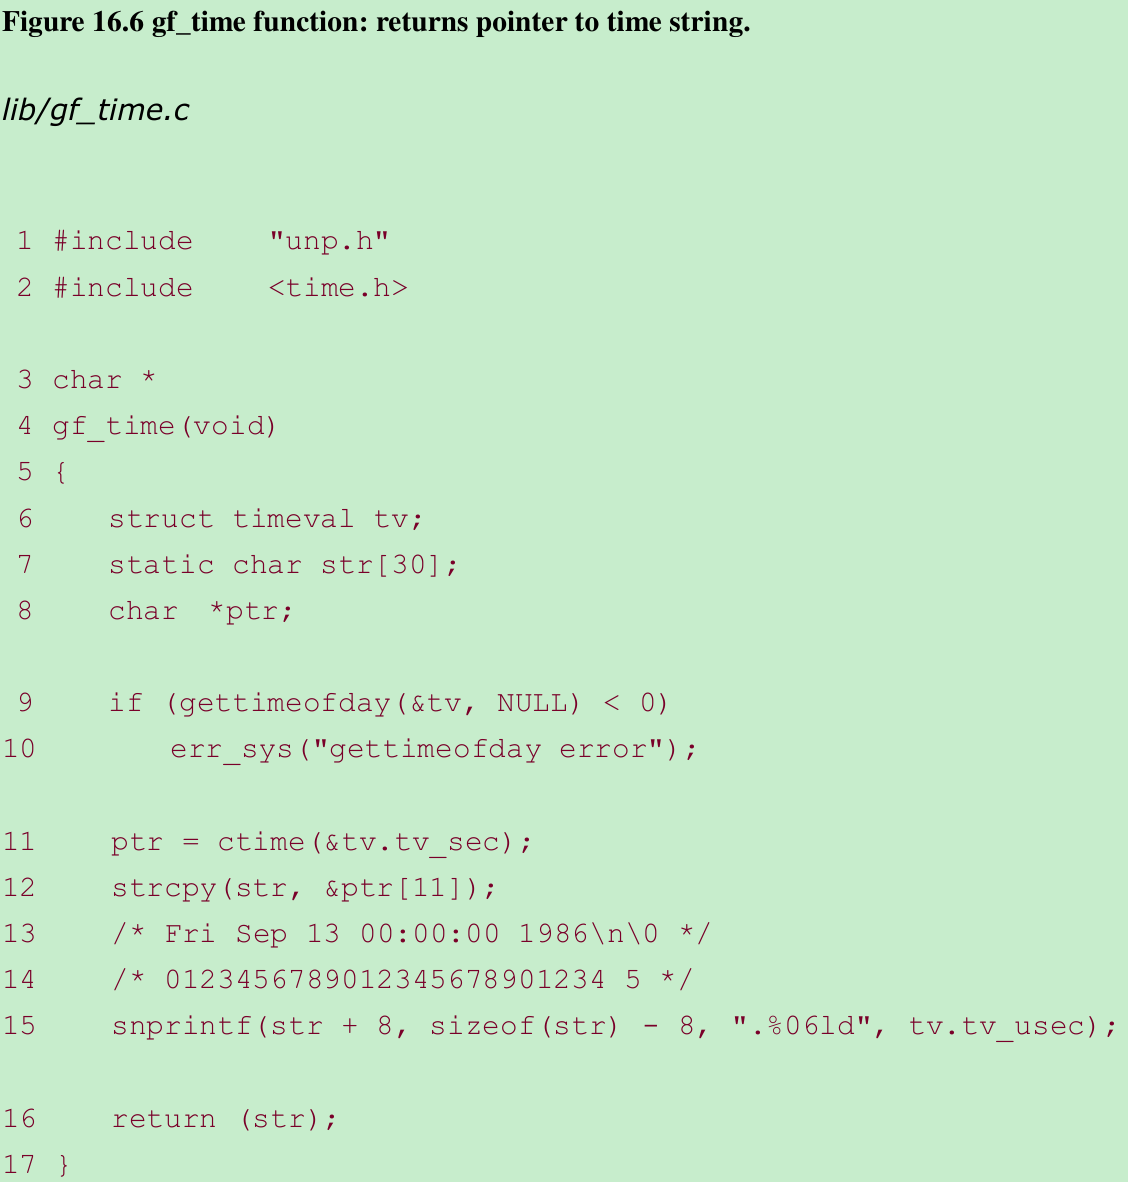 Figure 16.6 gf_time function: returns pointer to time string.
lib/gf_time.c
1 #include    "unp.h"
2 #include    <time.h>
3 char *
4 gf_time(void)
5 {
6    struct timeval tv;
7    static char str[30];
8    char  *ptr;
9    if (gettimeofday(&tv, NULL) < 0)
10        err_sys("gettimeofday error");
11    ptr = ctime(&tv.tv_sec);
12    strcpy(str, &ptr[11]);
13    /* Fri Sep 13 00:00:00 1986\n\0 */
14    /* 0123456789012345678901234 5 */
15    snprintf(str + 8, sizeof(str) - 8, ".%06ld", tv.tv_usec);
16    return (str);
17 }